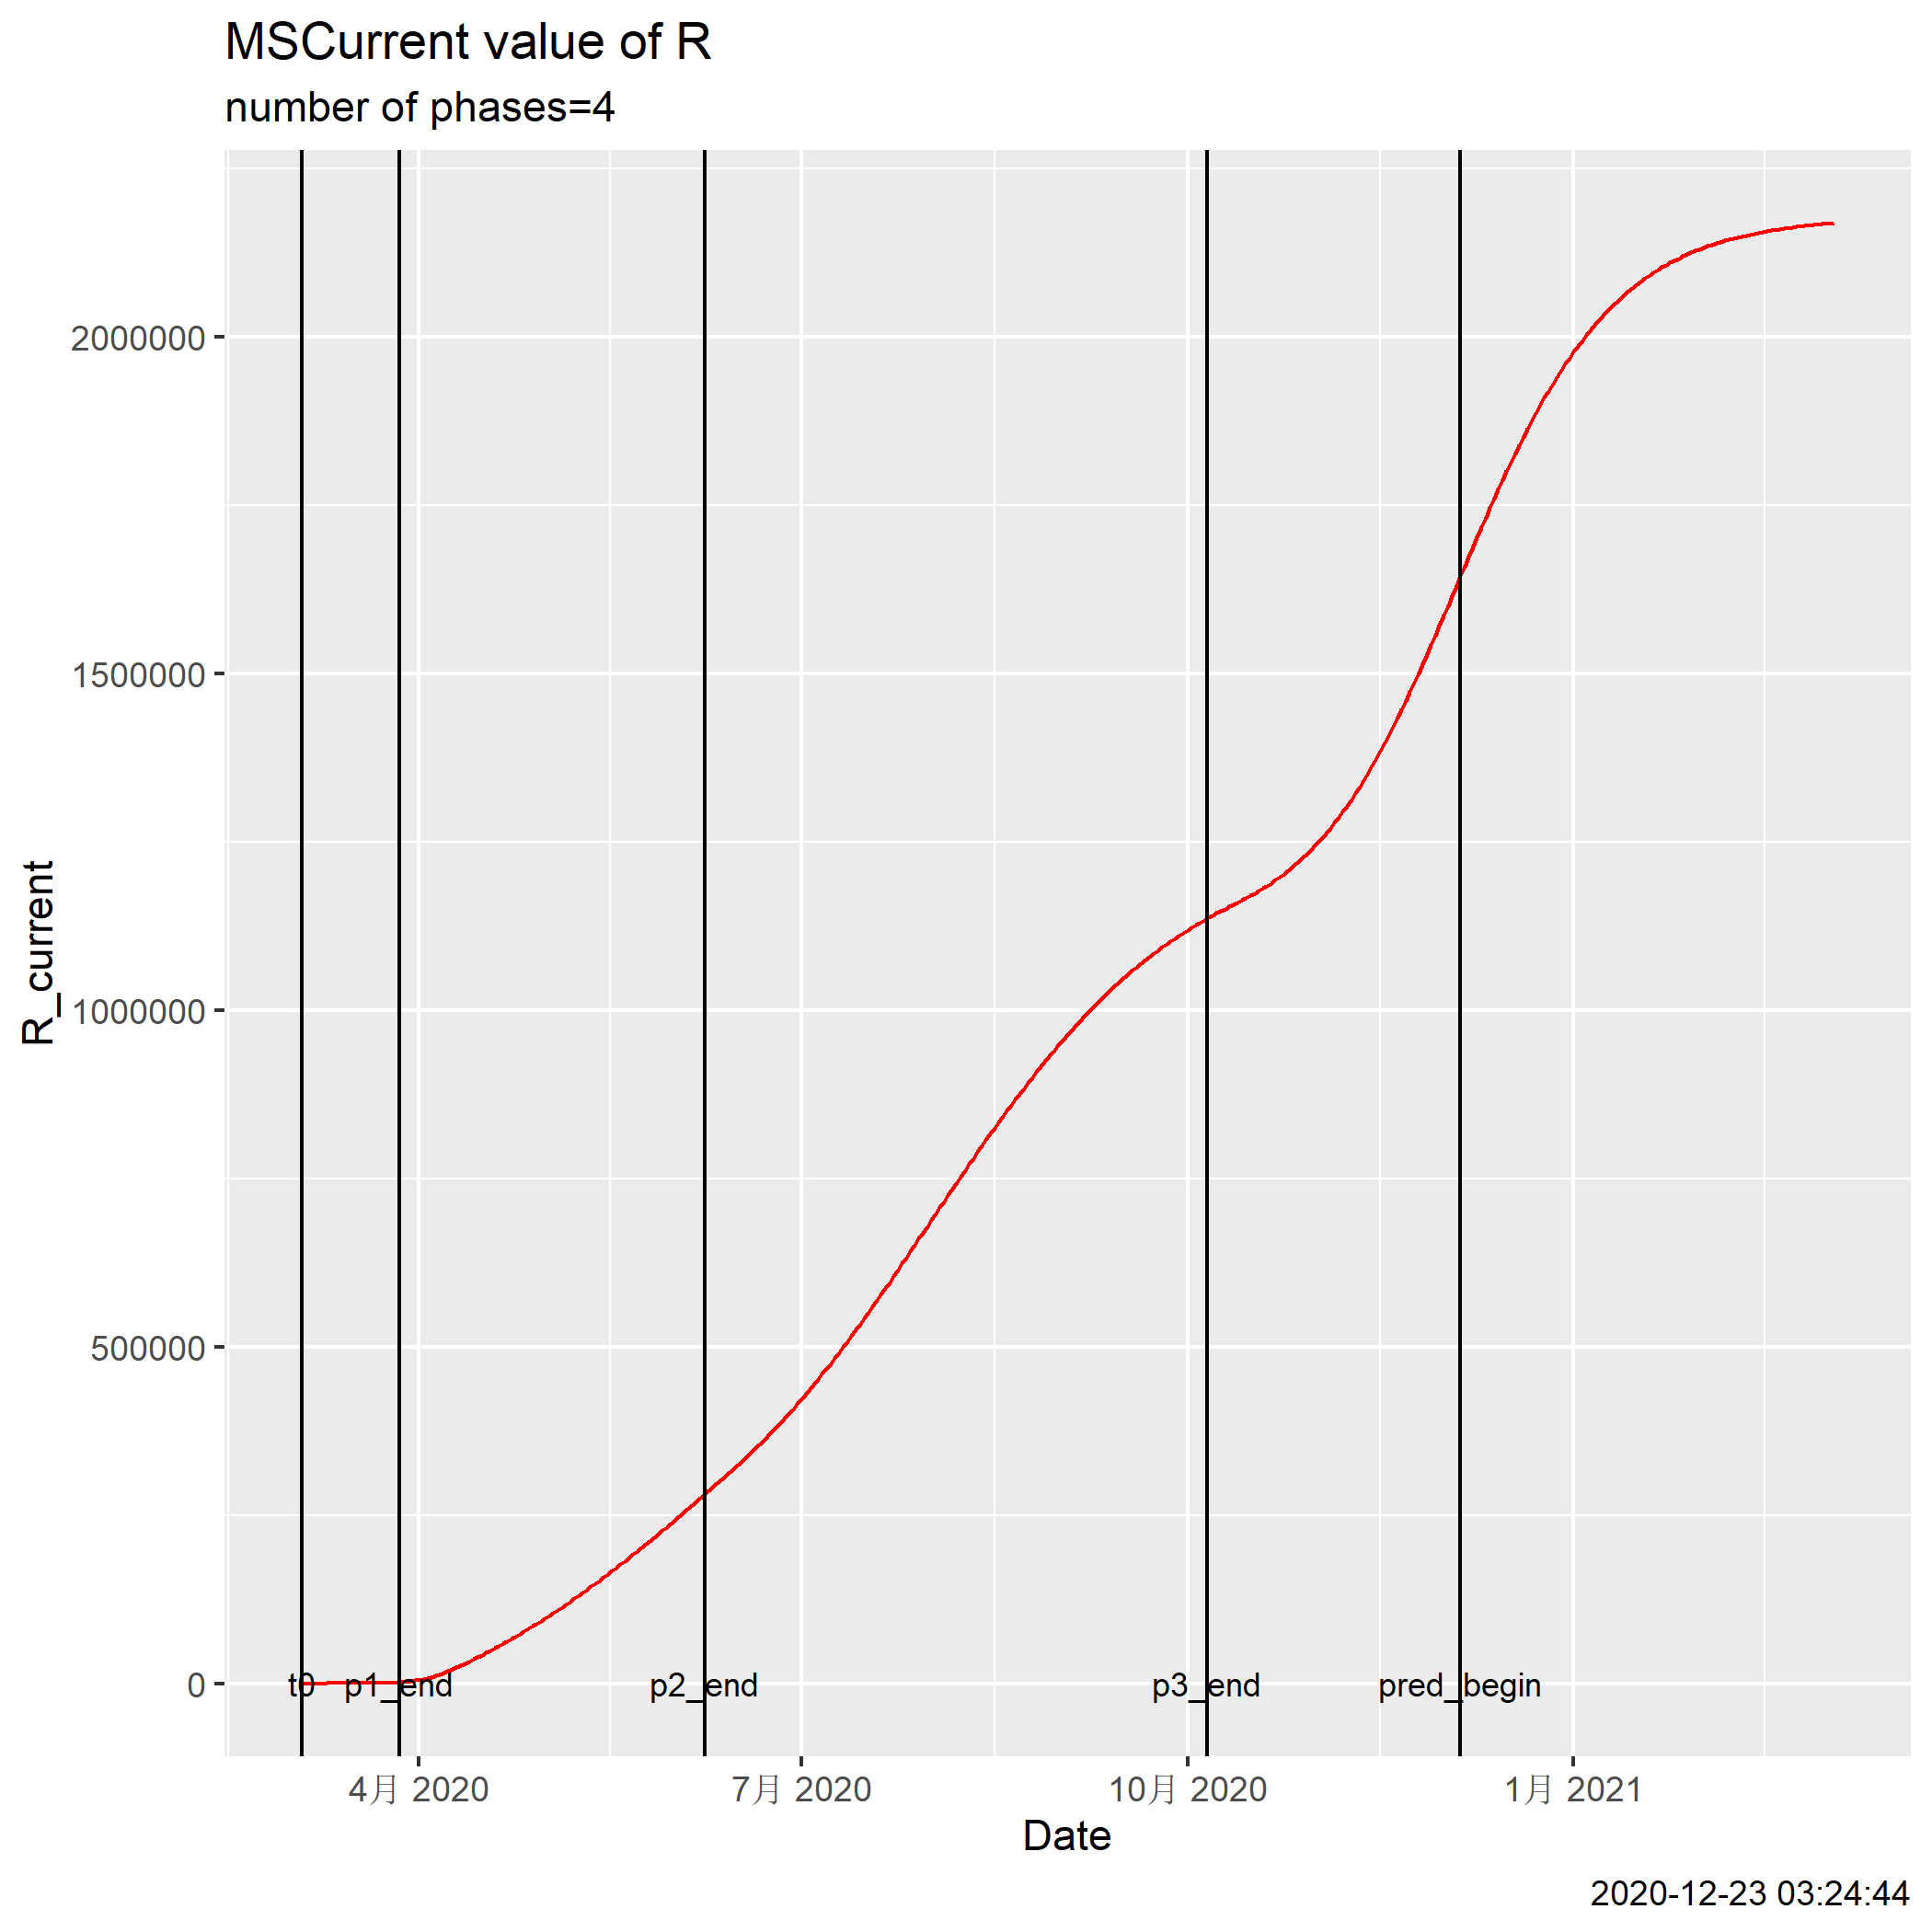 MSCurrent value of R
number of phases=4
R_current
2000000
1500000
1000000
500000
0
t0 p1_end p2_end p3_end pred_begin
4月 2020 7月 2020 10月 2020 1月 2021
Date
2020-12-23 03:24:44